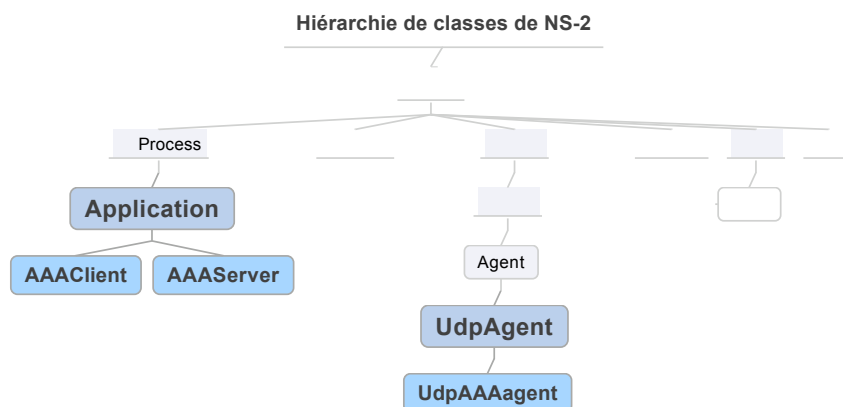 Hiérarchie de classes de NS-2
Process
Application
AAAClient
AAAServer
Agent
UdpAgent
UdpAAAagent